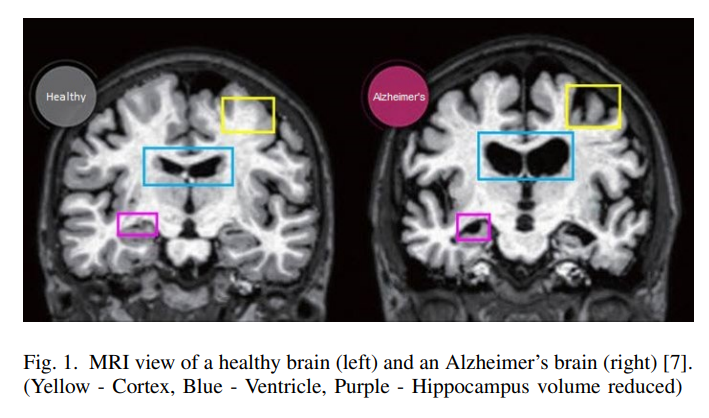 Healthy
Alzheimer's
Fig. 1. MRI view of a healthy brain (left) and an Alzheimer’s brain (right) [7].
(Yellow - Cortex, Blue - Ventricle, Purple - Hippocampus volume reduced)